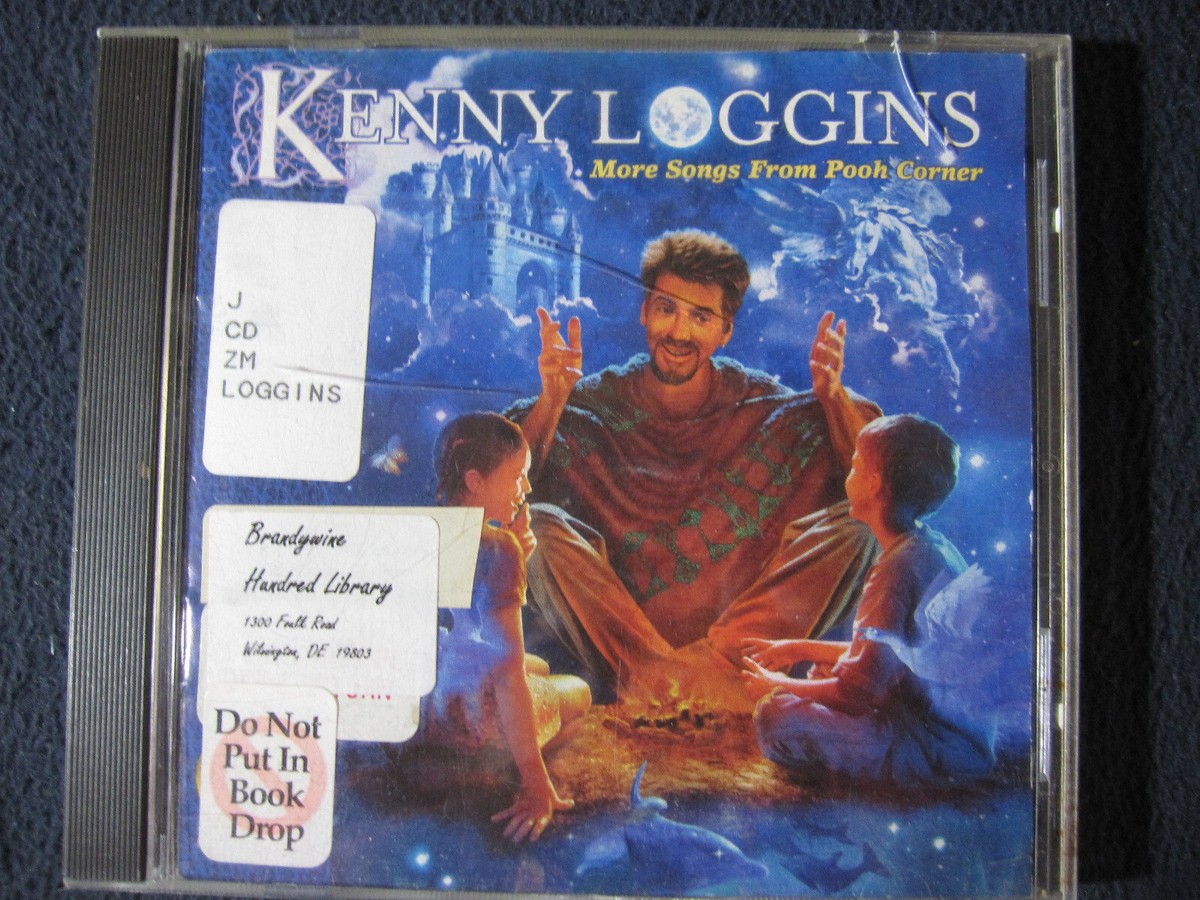 KENNY LOGGINS
More Songs From Pooh Corner
J
CD
ZM
LOGGINS
Brandywine
Hundred Library
1300 Foulk Road
Wilmington, DE 19803
Do Not
Put In
Book
Drop